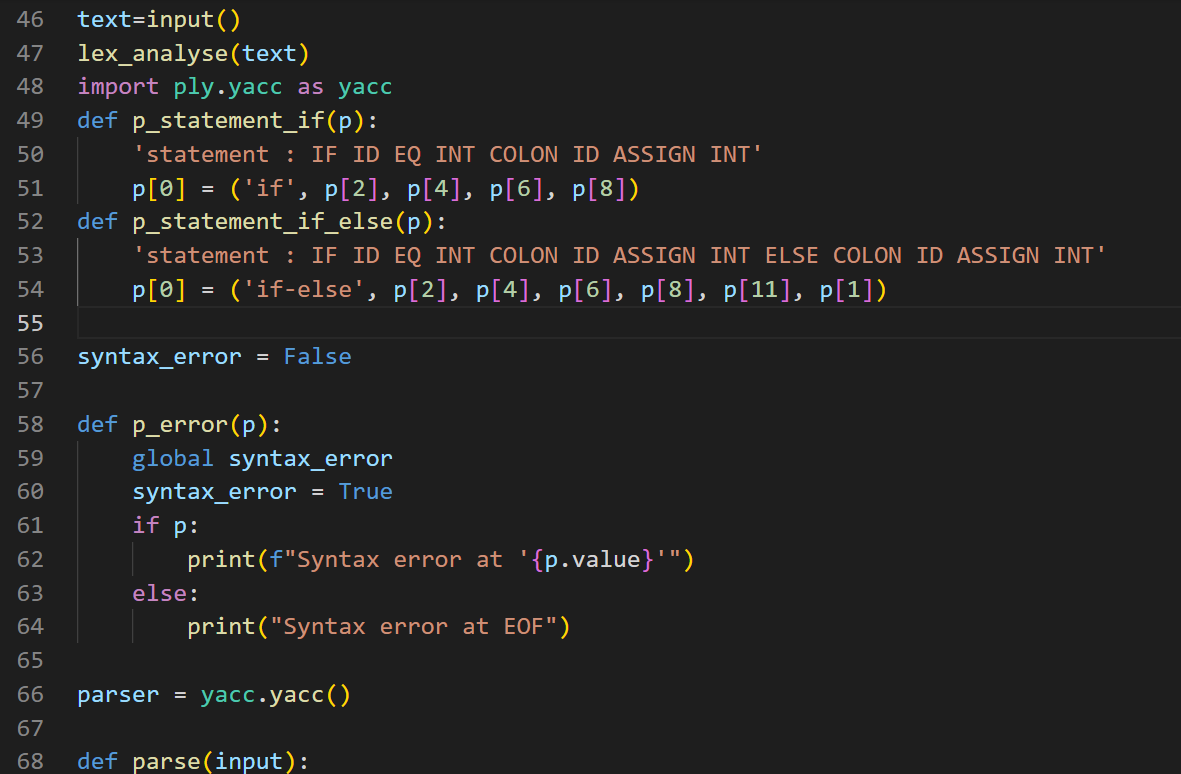 46 text=input()
47 lex_analyse(text)
48 import ply.yacc as yacc
49 def p_statement_if(p):
50     'statement : IF ID EQ INT COLON ID ASSIGN INT'
51     p[0] = ('if', p[2], p[4], p[6], p[8])
52 def p_statement_if_else(p):
53     'statement : IF ID EQ INT COLON ID ASSIGN INT ELSE COLON ID ASSIGN INT'
54     p[0] = ('if-else', p[2], p[4], p[6], p[8], p[11], p[1])
55
56 syntax_error = False
57
58 def p_error(p):
59     global syntax_error
60     syntax_error = True
61     if p:
62         print(f"Syntax error at '{p.value}'")
63     else:
64         print("Syntax error at EOF")
65
66 parser = yacc.yacc()
67
68 def parse(input):